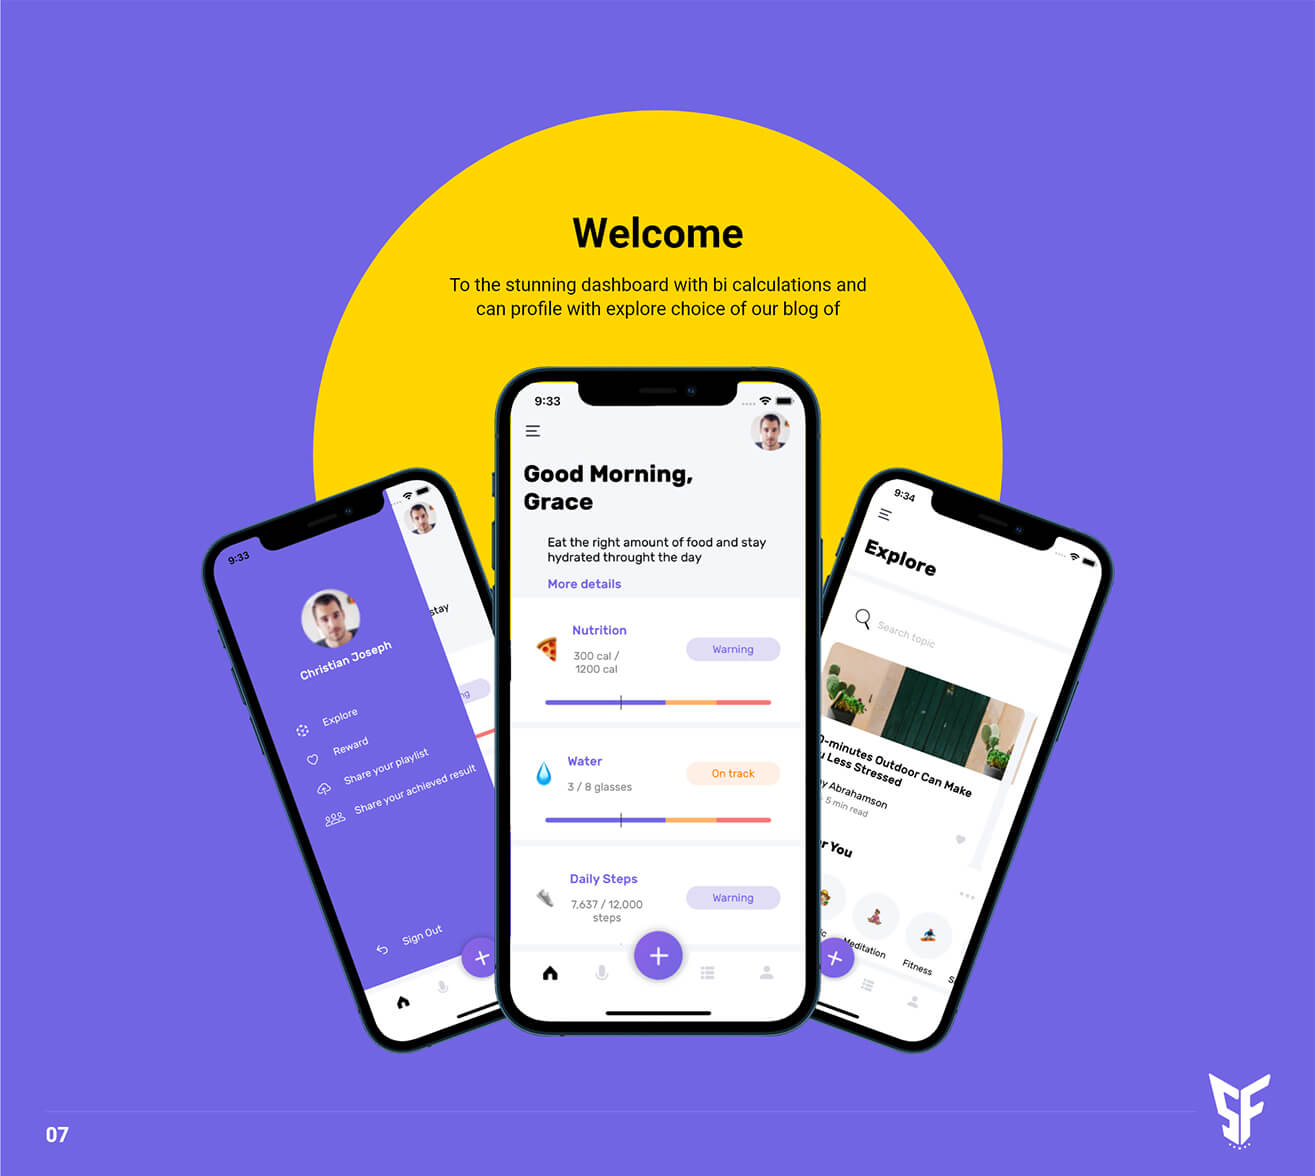 Welcome
To the stunning dashboard with bi calculations and
can profile with explore choice of our blog of
9:33
Christian Joseph
Explore
Reward
Share your playlist
Share your achieved result
Sign Out
stay
ng
9:33
Good Morning,
Grace
Eat the right amount of food and stay
hydrated throught the day
More details
Nutrition
300 cal /
1200 cal
Warning
Water
3 / 8 glasses
On track
Daily Steps
7,637 / 12,000
steps
Warning
9:34
Explore
Search topic
0-minutes Outdoor Can Make
u Less Stressed
y Abrahamson
5 min read
r You
ic
Meditation
Fitness
S
07
SF